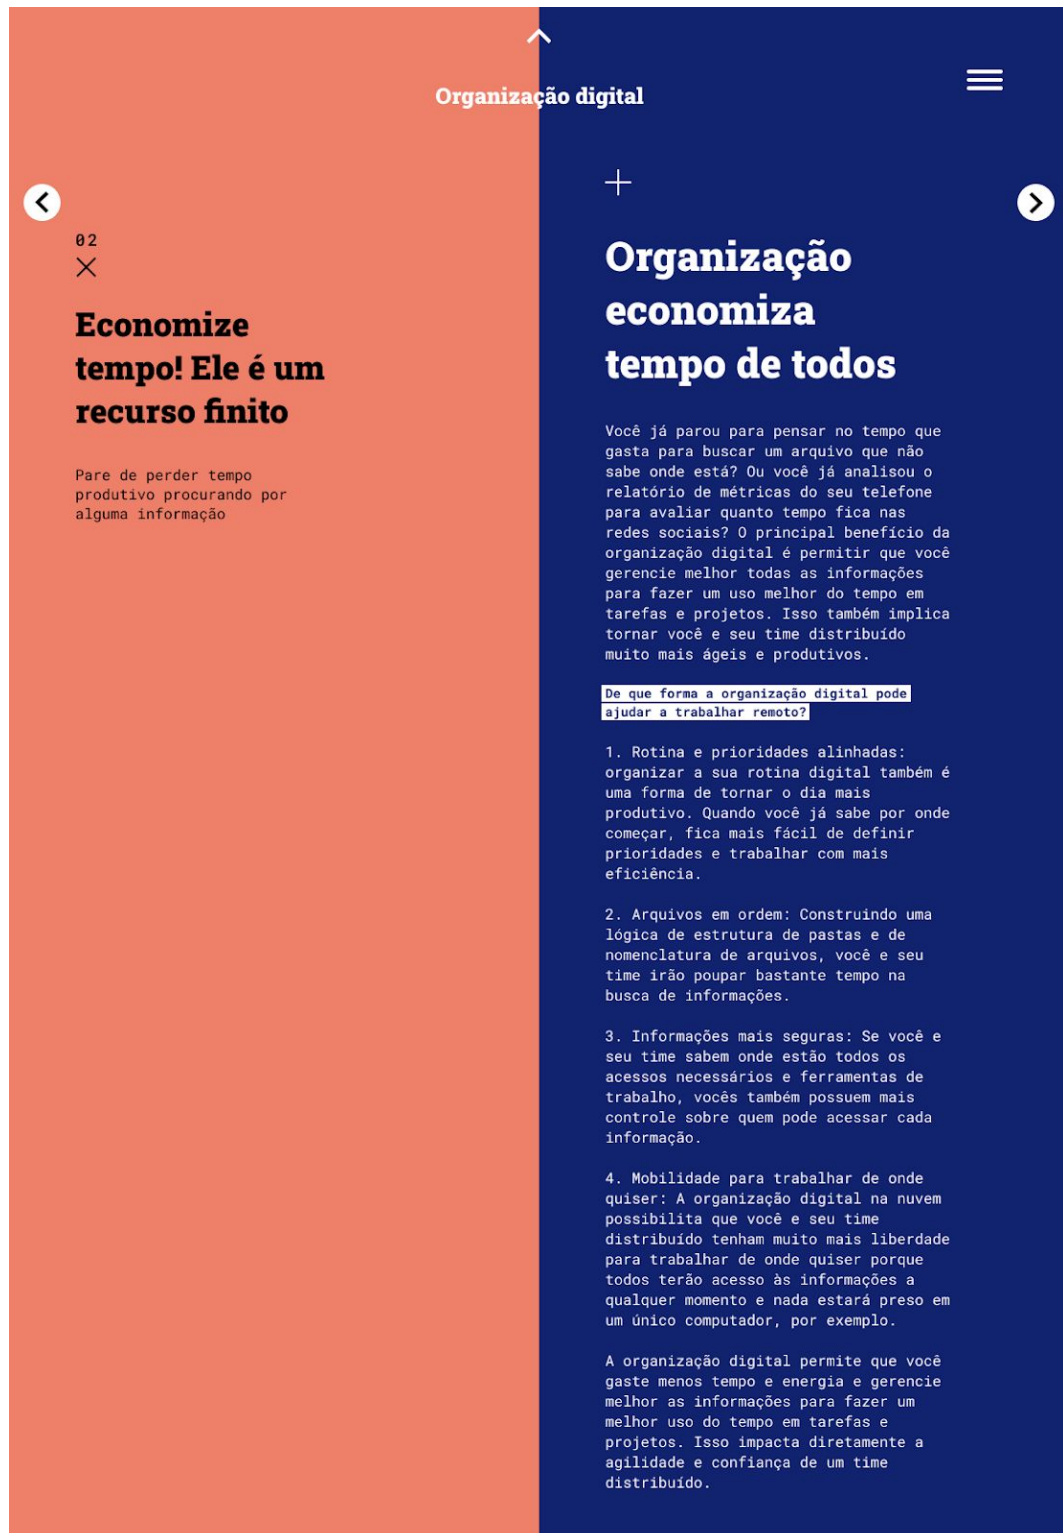 Organização digital
02
Economize
tempo! Ele é um
recurso finito
Pare de perder tempo
produtivo procurando por
alguma informação
Organização
economiza
tempo de todos
Você já parou para pensar no tempo que
gasta para buscar um arquivo que não
sabe onde está? Ou você já analisou o
relatório de métricas do seu telefone
para avaliar quanto tempo fica nas
redes sociais? O principal benefício da
organização digital é permitir que você
gerencie melhor todas as informações
para fazer um uso melhor do tempo em
tarefas e projetos. Isso também implica
tornar você e seu time distribuído
muito mais ágeis e produtivos.
De que forma a organização digital pode
ajudar a trabalhar remoto?
1. Rotina e prioridades alinhadas:
organizar a sua rotina digital também é
uma forma de tornar o dia mais
produtivo. Quando você já sabe por onde
começar, fica mais fácil de definir
prioridades e trabalhar com mais
eficiência.
2. Arquivos em ordem: Construindo uma
lógica de estrutura de pastas e de
nomenclatura de arquivos, você e seu
time irão poupar bastante tempo na
busca de informações.
3. Informações mais seguras: Se você e
seu time sabem onde estão todos os
acessos necessários e ferramentas de
trabalho, vocês também possuem mais
controle sobre quem pode acessar cada
informação.
4. Mobilidade para trabalhar de onde
quiser: A organização digital na nuvem
possibilita que você e seu time
distribuído tenham muito mais liberdade
para trabalhar de onde quiser porque
todos terão acesso às informações a
qualquer momento e nada estará preso em
um único computador, por exemplo.
A organização digital permite que você
gaste menos tempo e energia e gerencie
melhor as informações para fazer um
melhor uso do tempo em tarefas e
projetos. Isso impacta diretamente a
agilidade e confiança de um time
distribuído.